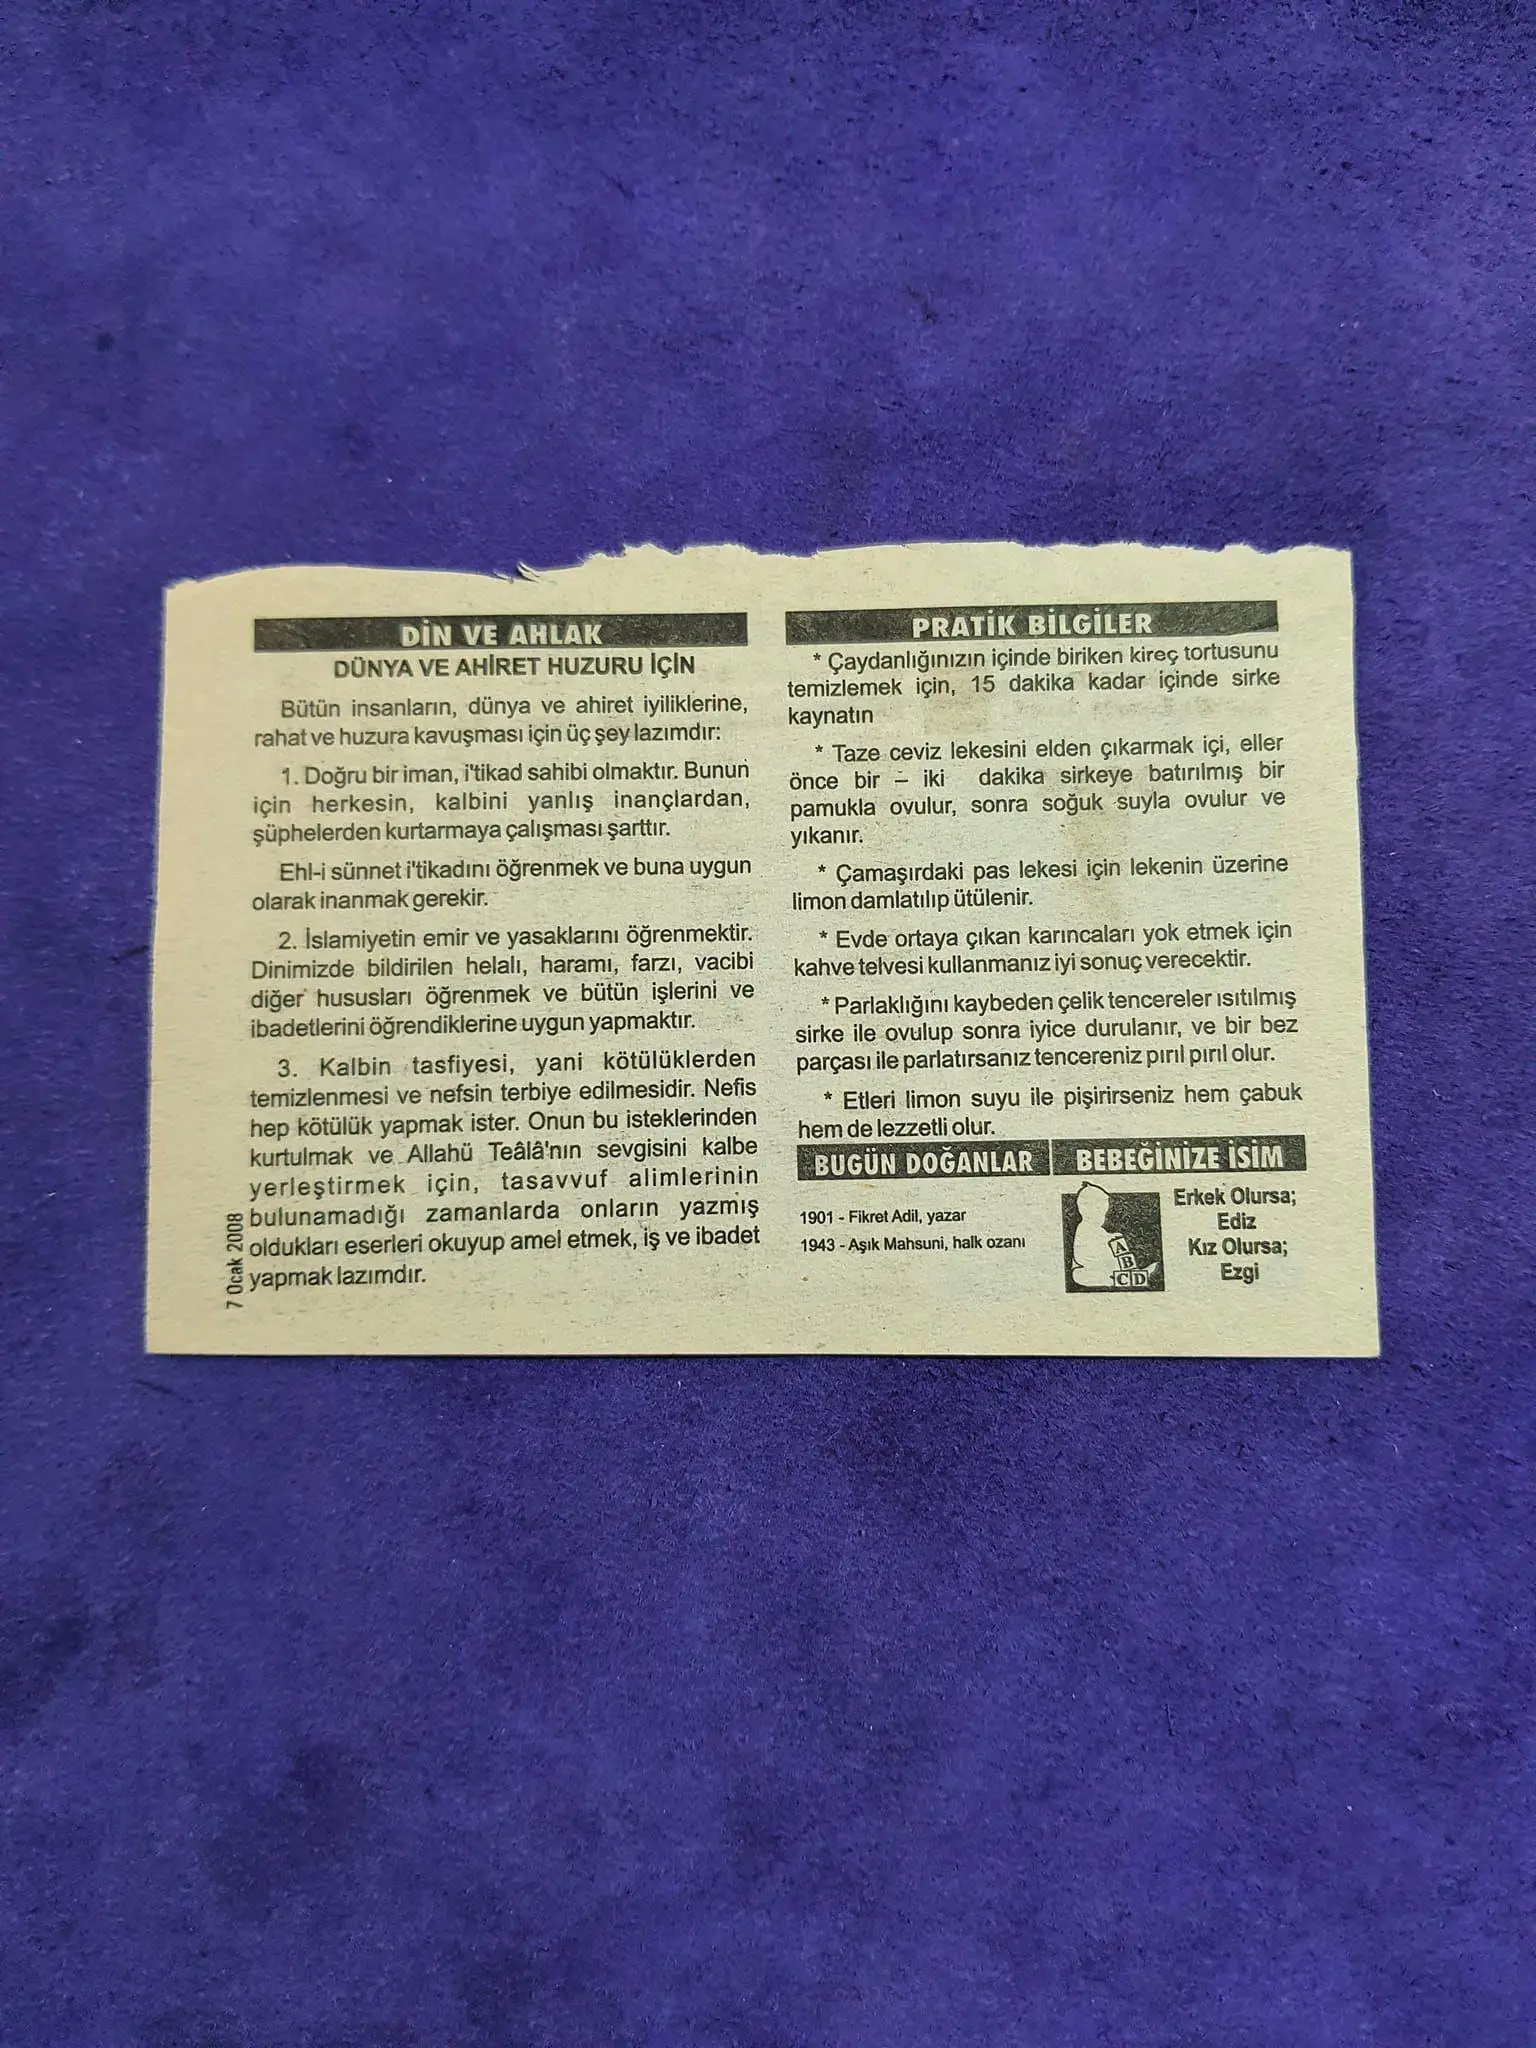 DİN VE AHLAK
DÜNYA VE AHİRET HUZURU İÇİN
Bütün insanların, dünya ve ahiret iyiliklerine,
rahat ve huzura kavuşması için üç şey lazımdır:
1. Doğru bir iman, i'tikad sahibi olmaktır. Bunun
için herkesin, kalbini yanlış inançlardan,
şüphelerden kurtarmaya çalışması şarttır.
Ehl-i sünnet i'tikadını öğrenmek ve buna uygun
olarak inanmak gerekir.
2. İslamiyetin emir ve yasaklarını öğrenmektir.
Dinimizde bildirilen helalı, haramı, farzı, vacibi
diğer hususları öğrenmek ve bütün işlerini ve
ibadetlerini öğrendiklerine uygun yapmaktır.
3. Kalbin tasfiyesi, yani kötülüklerden
temizlenmesi ve nefsin terbiye edilmesidir. Nefis
hep kötülük yapmak ister. Onun bu isteklerinden
kurtulmak ve Allahü Teâlâ'nın sevgisini kalbe
yerleştirmek için, tasavvuf alimlerinin
bulunamadığı zamanlarda onların yazmış
oldukları eserleri okuyup amel etmek, iş ve ibadet
yapmak lazımdır.
7 Ocak 2008
PRATİK BİLGİLER
* Çaydanlığınızın içinde biriken kireç tortusunu
temizlemek için, 15 dakika kadar içinde sirke
kaynatın
* Taze ceviz lekesini elden çıkarmak içi, eller
önce bir – iki dakika sirkeye batırılmış bir
pamukla ovulur, sonra soğuk suyla ovulur ve
yıkanır.
* Çamaşırdaki pas lekesi için lekenin üzerine
limon damlatılıp ütülenir.
* Evde ortaya çıkan karıncaları yok etmek için
kahve telvesi kullanmanız iyi sonuç verecektir.
* Parlaklığını kaybeden çelik tencereler ısıtılmış
sirke ile ovulup sonra iyice durulanır, ve bir bez
parçası ile parlatırsanız tencereniz pırıl pırıl olur.
* Etleri limon suyu ile pişirirseniz hem çabuk
hem de lezzetli olur.
BUGÜN DOĞANLAR
1901 - Fikret Adil, yazar
1943 - Aşık Mahsuni, halk ozanı
BEBEĞİNİZE İSİM
A
B
C D
Erkek Olursa;
Ediz
Kız Olursa;
Ezgi